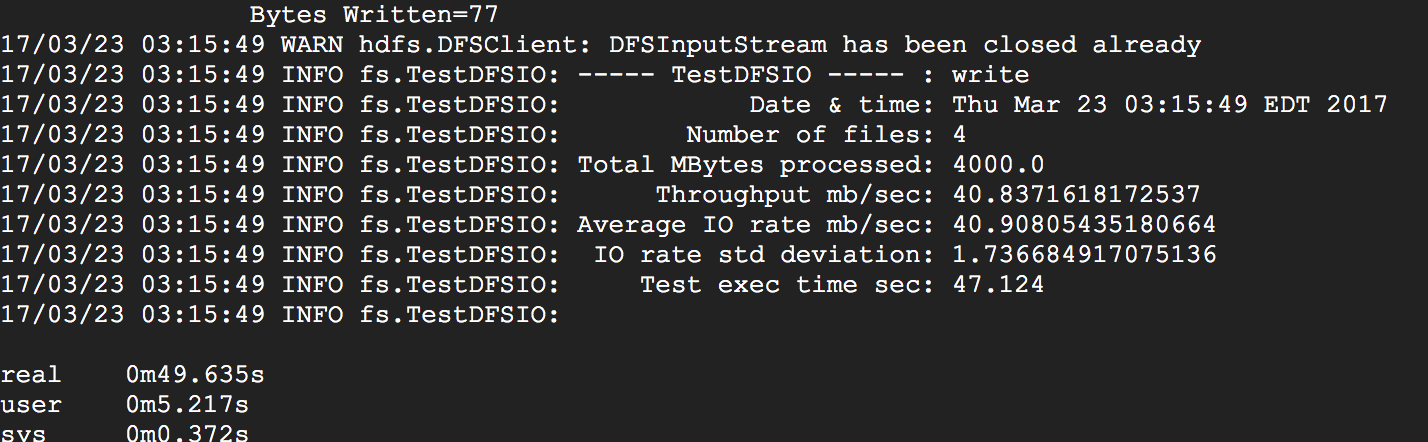 Bytes Written=77
17/03/23 03:15:49 WARN hdfs.DFSClient: DFSInputStream has been closed already
17/03/23 03:15:49 INFO fs.TestDFSIO: ----- TestDFSIO ----- : write
17/03/23 03:15:49 INFO fs.TestDFSIO:            Date & time: Thu Mar 23 03:15:49 EDT 2017
17/03/23 03:15:49 INFO fs.TestDFSIO:        Number of files: 4
17/03/23 03:15:49 INFO fs.TestDFSIO: Total MBytes processed: 4000.0
17/03/23 03:15:49 INFO fs.TestDFSIO:      Throughput mb/sec: 40.8371618172537
17/03/23 03:15:49 INFO fs.TestDFSIO: Average IO rate mb/sec: 40.90805435180664
17/03/23 03:15:49 INFO fs.TestDFSIO:  IO rate std deviation: 1.736684917075136
17/03/23 03:15:49 INFO fs.TestDFSIO:     Test exec time sec: 47.124
17/03/23 03:15:49 INFO fs.TestDFSIO:
real    0m49.635s
user    0m5.217s
sys     0m0.372s